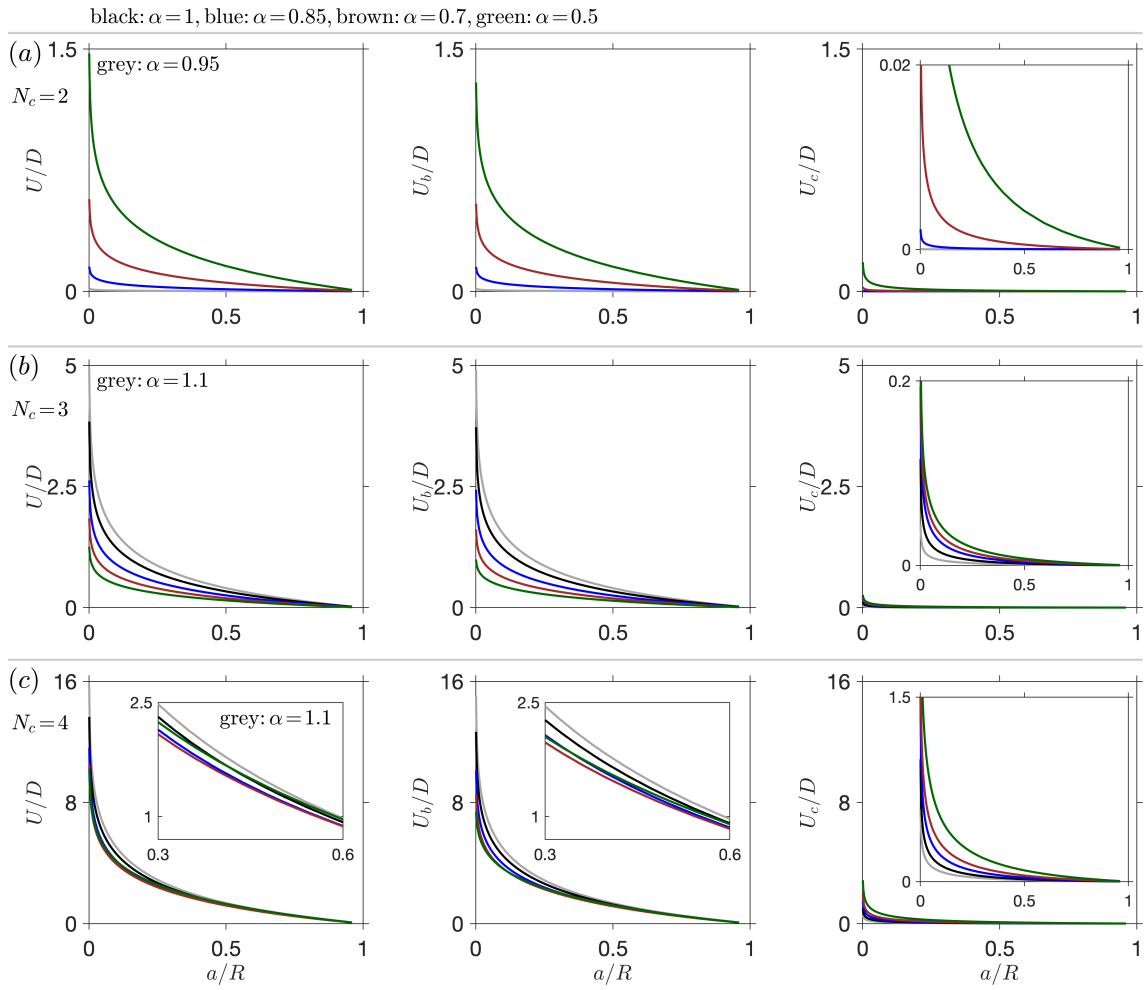 black: α=1, blue: α=0.85, brown: α=0.7, green: α=0.5
(a)
N_c=2
grey: α=0.95
1.5
0
U/D
0 0.5 1
1.5
0
U_b/D
0 0.5 1
1.5
0
U_c/D
0 0.5 1
0.02
0
0 0.5 1
(b)
N_c=3
grey: α=1.1
5
2.5
0
U/D
0 0.5 1
5
2.5
0
U_b/D
0 0.5 1
5
2.5
0
U_c/D
0 0.5 1
0.2
0
0 0.5 1
(c)
N_c=4
16
8
0
U/D
0 0.5 1
a/R
2.5
1
grey: α=1.1
0.3 0.6
16
8
0
U_b/D
0 0.5 1
a/R
2.5
1
0.3 0.6
16
8
0
U_c/D
0 0.5 1
a/R
1.5
0
0 0.5 1